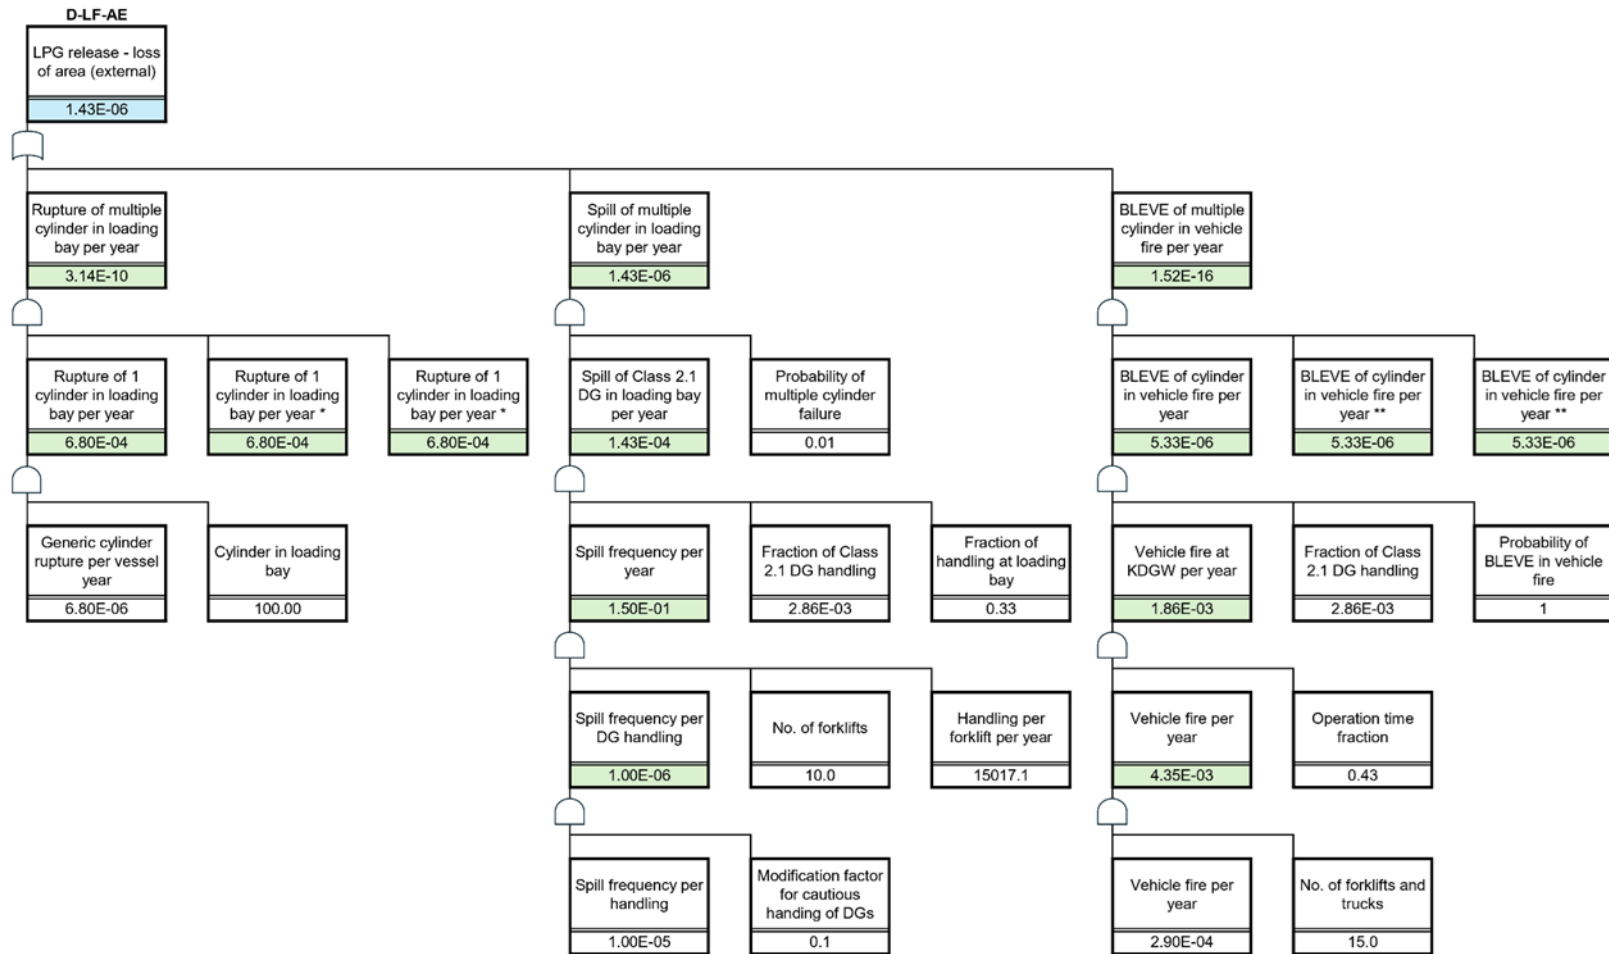 D-LF-AE
LPG release - loss
of area (external)
1.43E-06
Rupture of multiple
cylinder in loading
bay per year
3.14E-10
Spill of multiple
cylinder in loading
bay per year
1.43E-06
BLEVE of multiple
cylinder in vehicle
fire per year
1.52E-16
Rupture of 1
cylinder in loading
bay per year
6.80E-04
Rupture of 1
cylinder in loading
bay per year *
6.80E-04
Rupture of 1
cylinder in loading
bay per year *
6.80E-04
Spill of Class 2.1
DG in loading bay
per year
1.43E-04
Probability of
multiple cylinder
failure
0.01
BLEVE of cylinder
in vehicle fire per
year
5.33E-06
BLEVE of cylinder
in vehicle fire per
year **
5.33E-06
BLEVE of cylinder
in vehicle fire per
year **
5.33E-06
Generic cylinder
rupture per vessel
year
6.80E-06
Cylinder in loading
bay
100.00
Spill frequency per
year
1.50E-01
Fraction of Class
2.1 DG handling
2.86E-03
Fraction of
handling at loading
bay
0.33
Vehicle fire at
KDGW per year
1.86E-03
Fraction of Class
2.1 DG handling
2.86E-03
Probability of
BLEVE in vehicle
fire
1
Spill frequency per
DG handling
1.00E-06
No. of forklifts
10.0
Handling per
forklift per year
15017.1
Vehicle fire per
year
4.35E-03
Operation time
fraction
0.43
Spill frequency per
handling
1.00E-05
Modification factor
for cautious
handing of DGs
0.1
Vehicle fire per
year
2.90E-04
No. of forklifts and
trucks
15.0